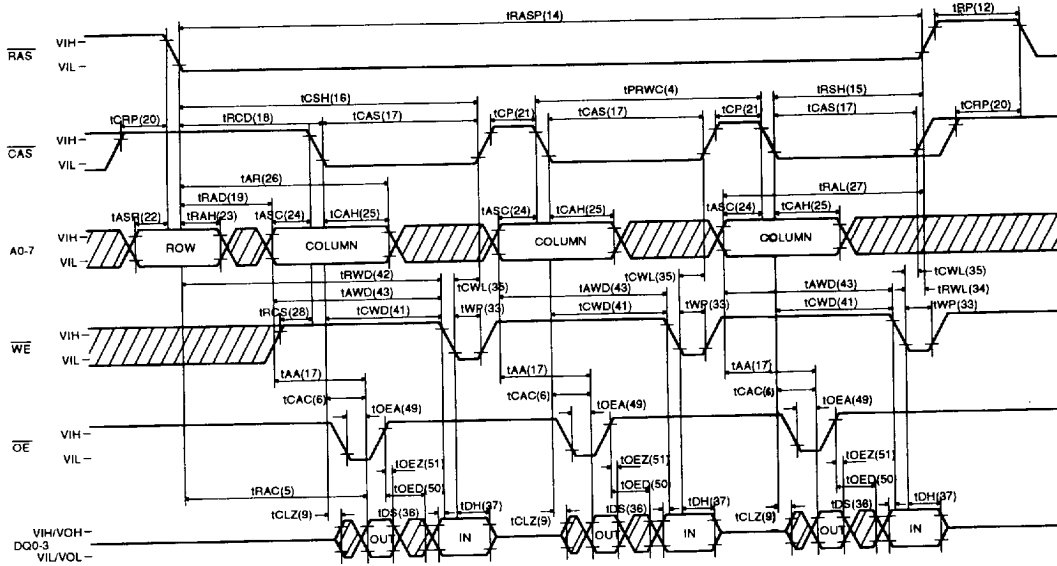 tRASP(14) tRP(12)
RAS VIH
VIL
tCSH(16) tPRWC(4) tRSH(15)
tCRP(20) tRCD(18) tCAS(17) tCP(21) tCAS(17) tCP(21) tCAS(17) tCRP(20)
CAS VIH
VIL
tAR(26) tRAL(27)
tRAD(19)
tASR(22) tRAH(23) tASC(24) tCAH(25) tASC(24) tCAH(25) tASC(24) tCAH(25)
A0-7 VIH
VIL
ROW COLUMN COLUMN COLUMN
tRWD(42) tCWL(35) tCWL(35) tCWL(35)
tAWD(43) tAWD(43) tAWD(43) tRWL(34)
tRCS(28) tCWD(41) tWP(33) tCWD(41) tWP(33) tCWD(41) tWP(33)
WE VIH
VIL
tAA(17) tAA(17) tAA(17)
tCAC(6) tCAC(6) tCAC(6)
tOEA(49) tOEA(49) tOEA(49)
OE VIH
VIL
tOEZ(51) tOEZ(51) tOEZ(51)
tRAC(5) tOED(50) tOED(50) tOED(50)
tCLZ(9) tDS(36) tDH(37) tCLZ(9) tDS(36) tDH(37) tCLZ(9) tDS(36) tDH(37)
VIH/VOH
DQ0-3 OUT IN OUT IN OUT IN
VIL/VOL